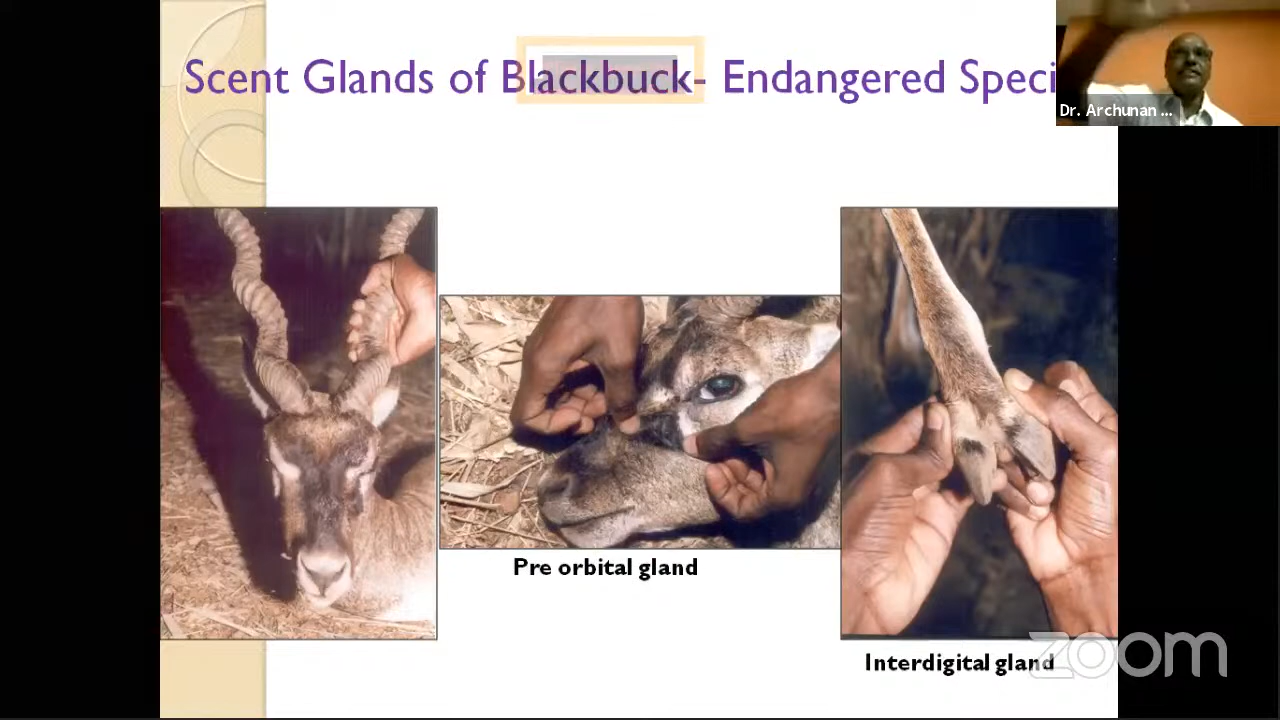 Scent Glands of Blackbuck- Endangered Speci
Dr. Archunan ...
Pre orbital gland
Interdigital gland
zoom